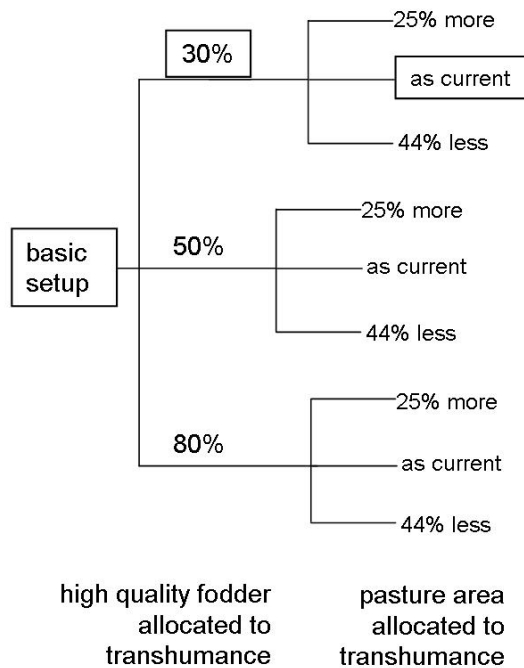 30%
25% more
as current
44% less
basic
setup
50%
25% more
as current
44% less
80%
25% more
as current
44% less
high quality fodder
allocated to
transhumance
pasture area
allocated to
transhumance